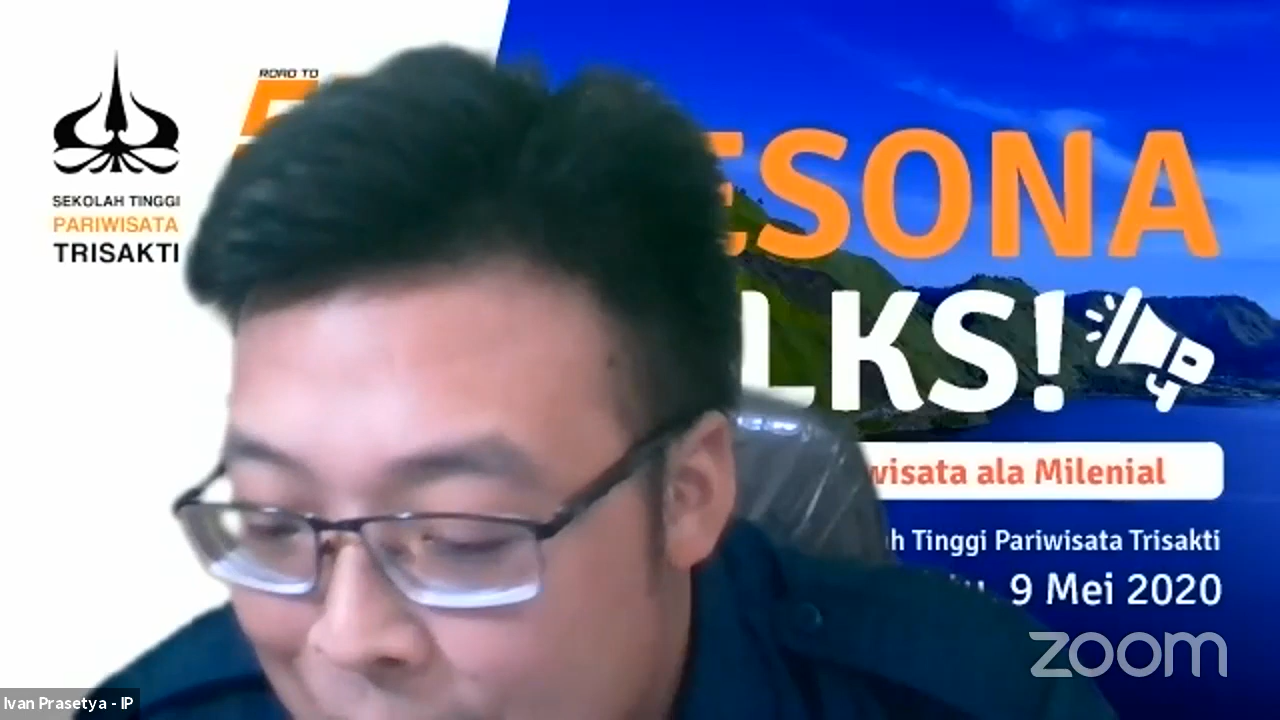 ROAD TO
SEKOLAH TINGGI
PARIWISATA
TRISAKTI
ESONA
LKS!
wisata ala Milenial
h Tinggi Pariwisata Trisakti
9 Mei 2020
zoom
Ivan Prasetya - IP